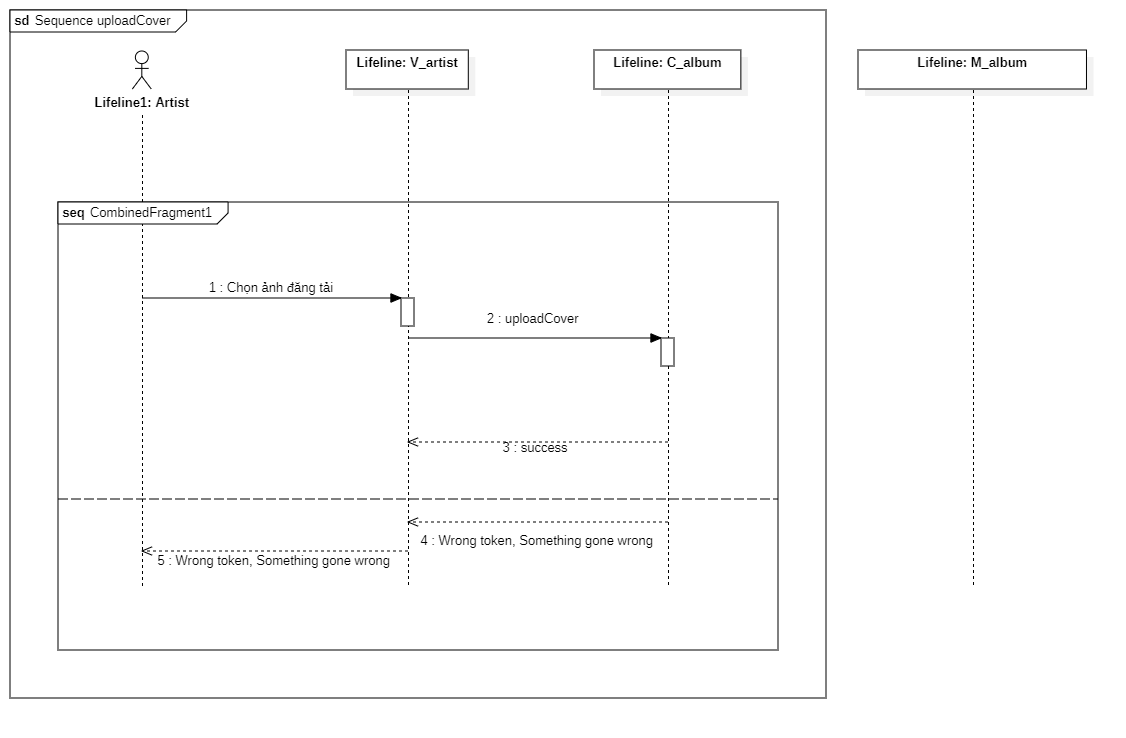 sd Sequence uploadCover
Lifeline1: Artist
Lifeline: V_artist
Lifeline: C_album
Lifeline: M_album
seq CombinedFragment1
1 : Chọn ảnh đăng tải
2 : uploadCover
3 : success
4 : Wrong token, Something gone wrong
5 : Wrong token, Something gone wrong